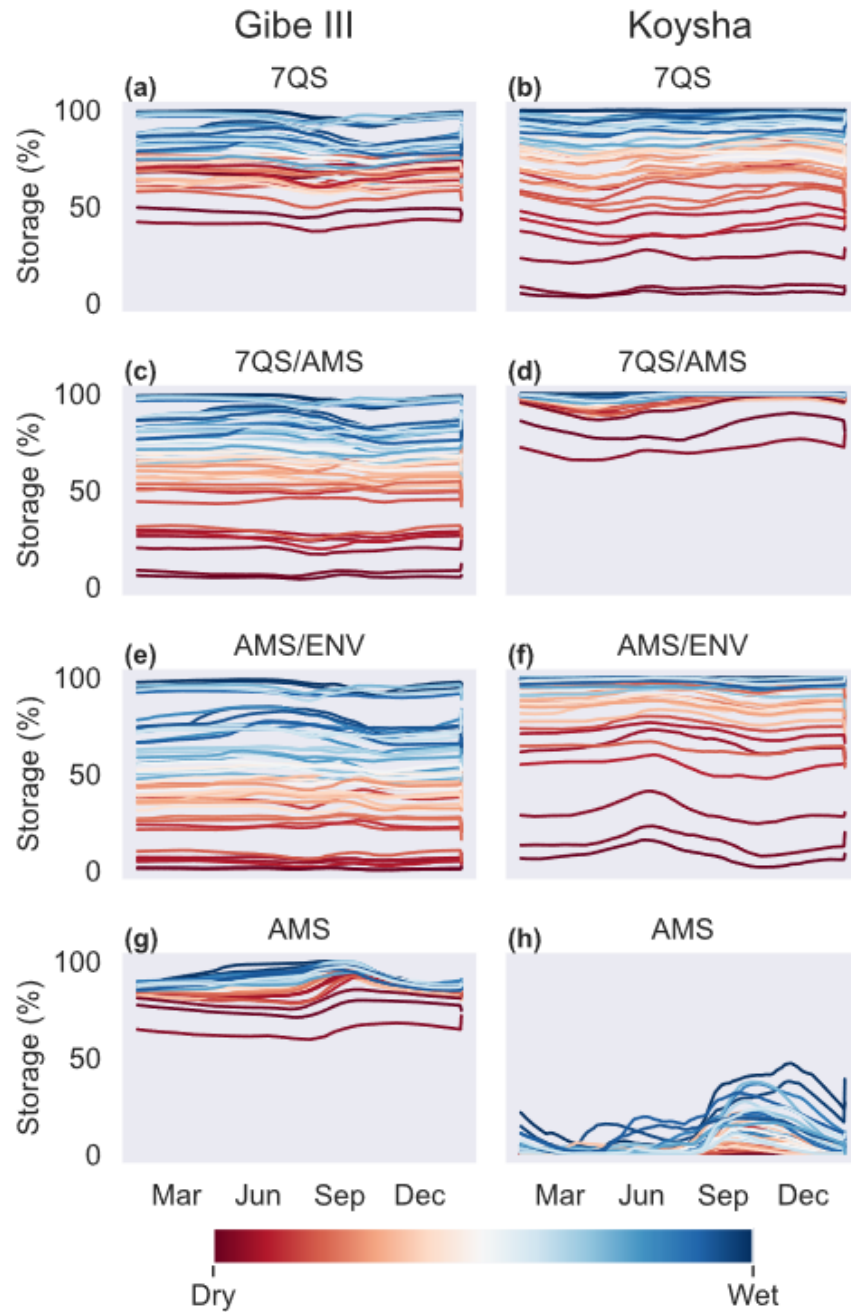 Gibe III Koysha
(a) 7QS (b) 7QS
100
50
0
Storage (%)
(c) 7QS/AMS (d) 7QS/AMS
100
50
0
Storage (%)
(e) AMS/ENV (f) AMS/ENV
100
50
0
Storage (%)
(g) AMS (h) AMS
100
50
0
Storage (%)
Mar Jun Sep Dec Mar Jun Sep Dec
Dry Wet